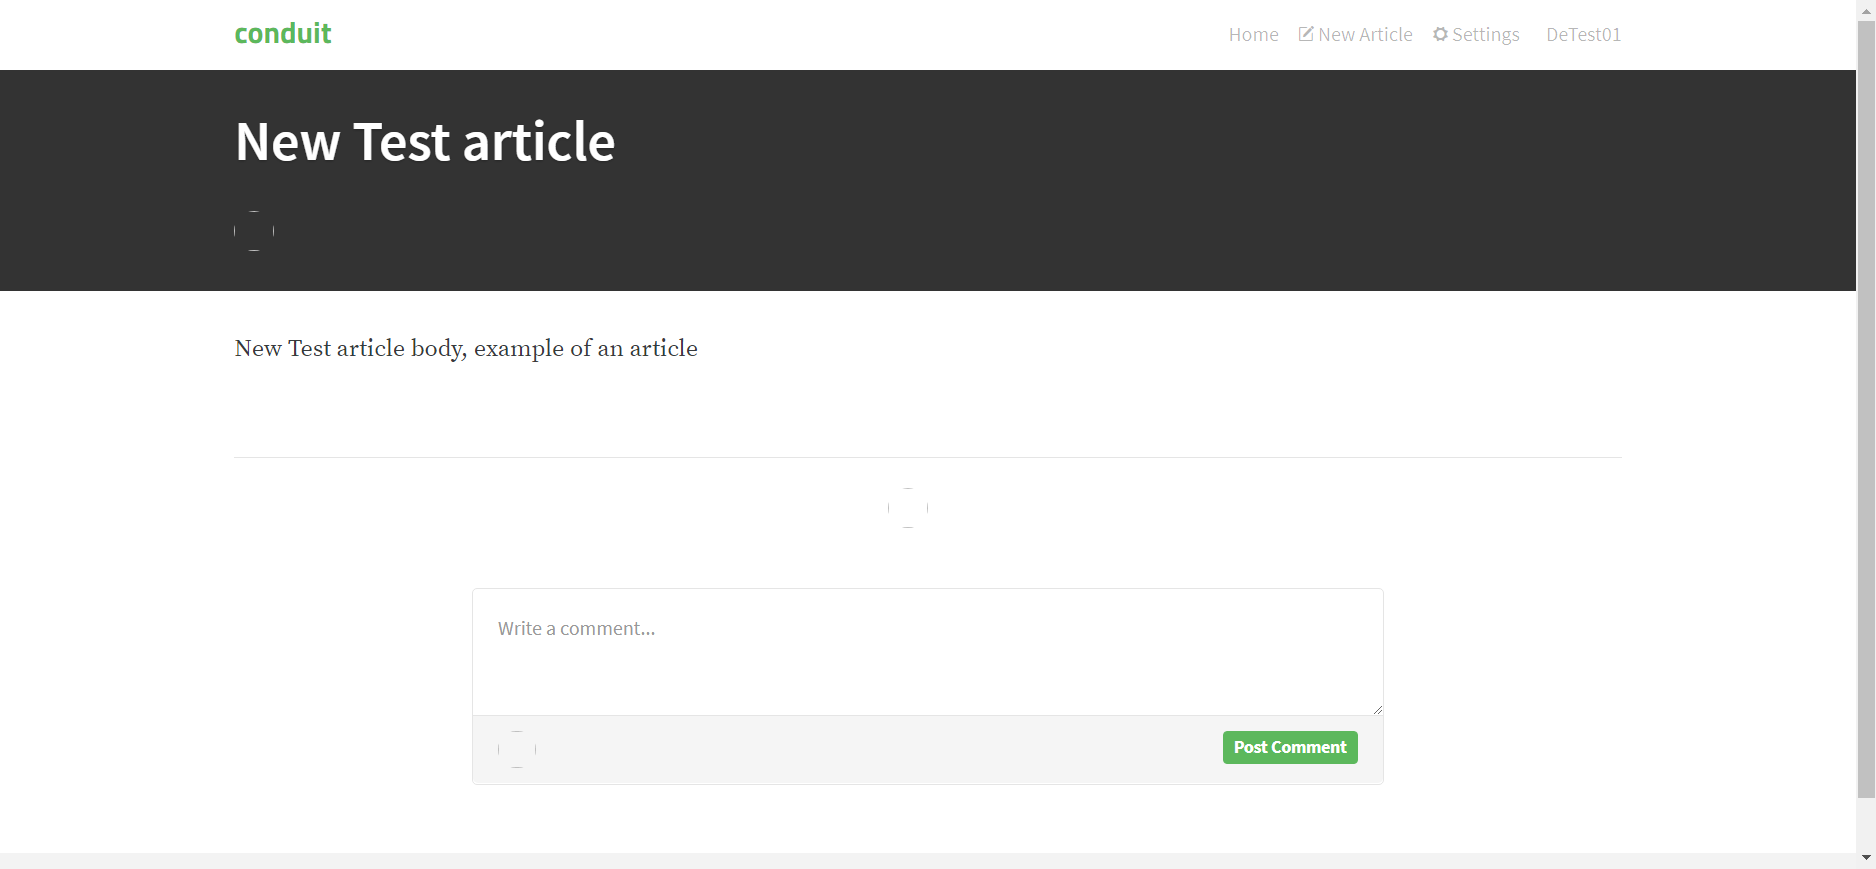 conduit
Home New Article Settings DeTest01
New Test article
New Test article body, example of an article
Write a comment...
Post Comment